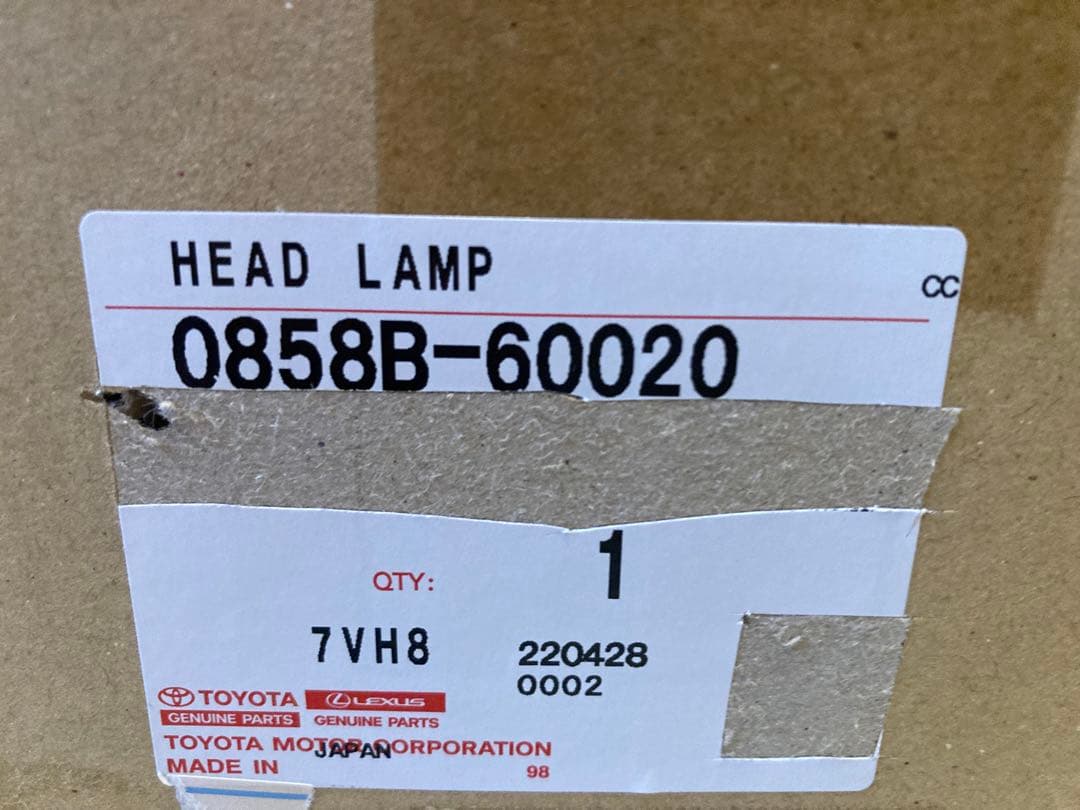 HEAD LAMP
CC
0858B-60020
QTY: 1
7VH8 220428
0002
TOYOTA LEXUS
GENUINE PARTS GENUINE PARTS
TOYOTA MOTOR CORPORATION
JAPAN
MADE IN 98